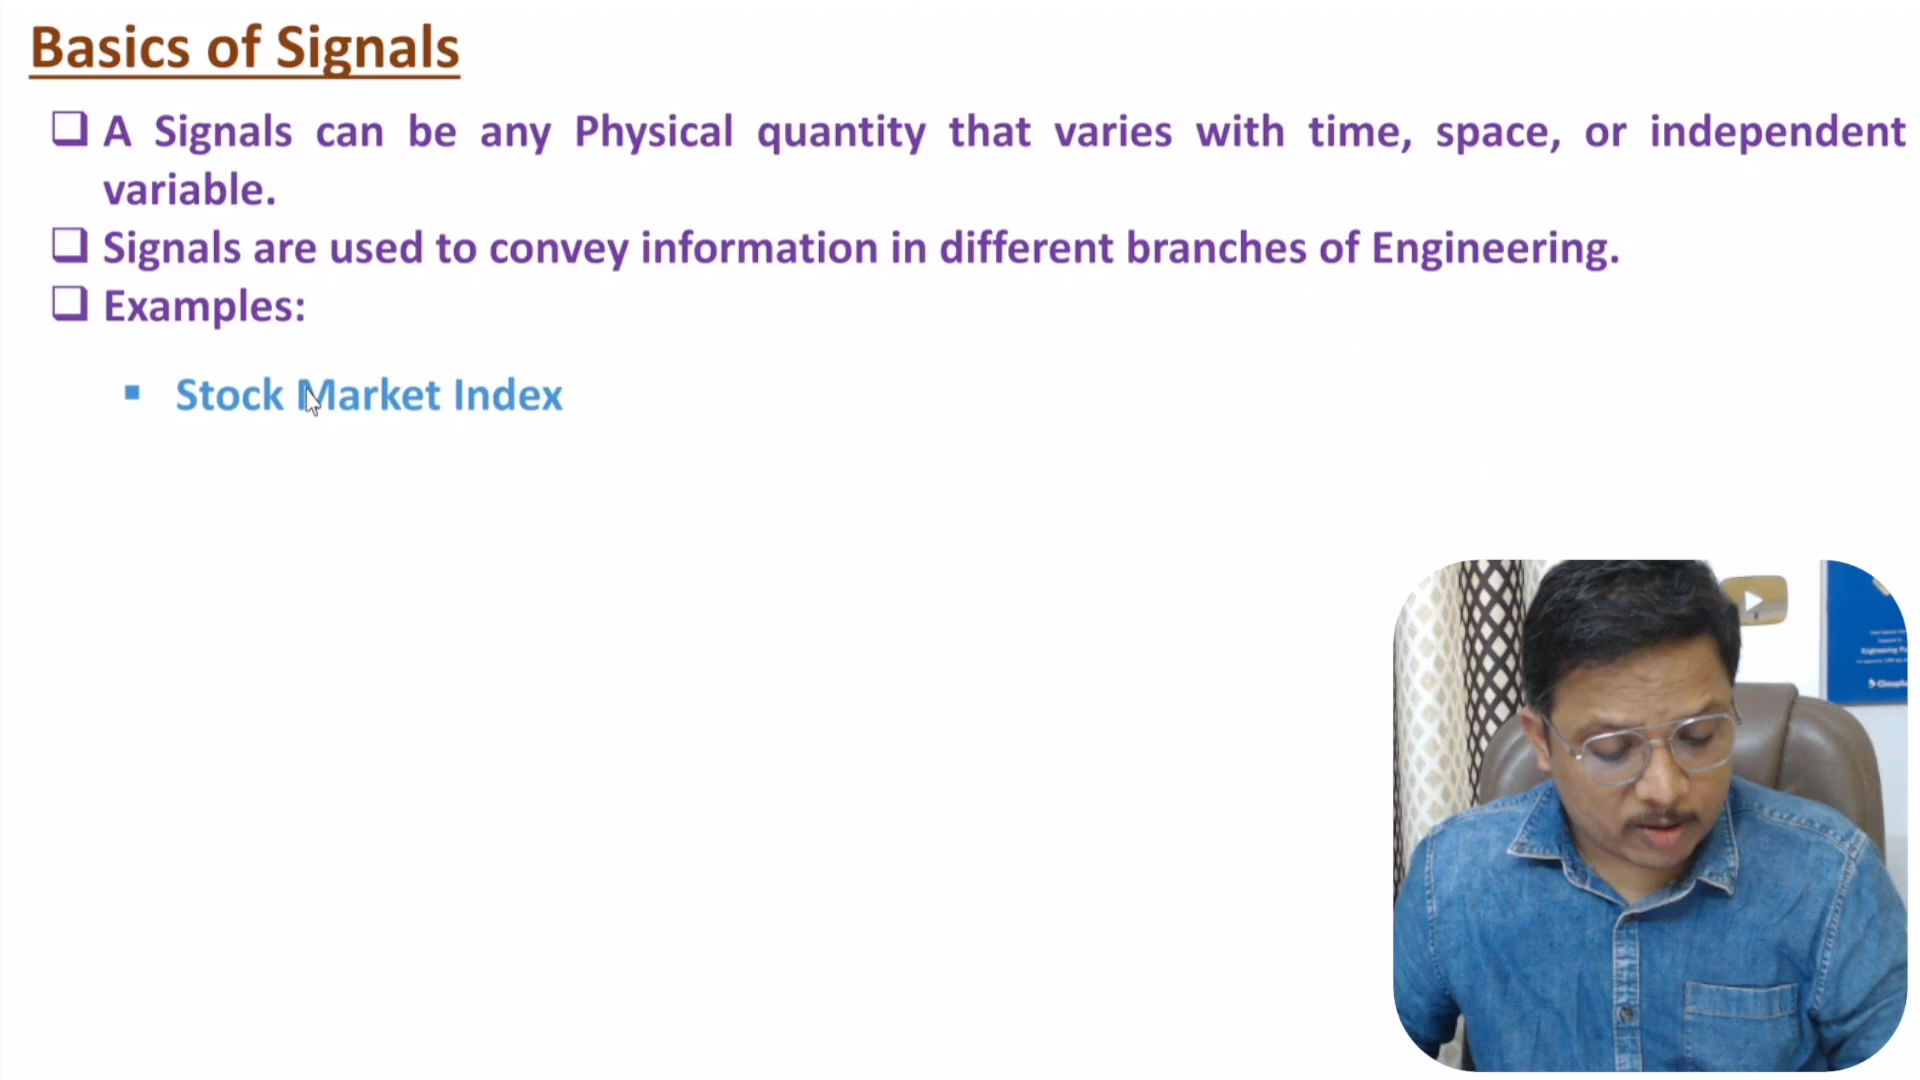 Basics of Signals
❑ A Signals can be any Physical quantity that varies with time, space, or independent
variable.
❑ Signals are used to convey information in different branches of Engineering.
❑ Examples:
▪ Stock Market Index
Engineering